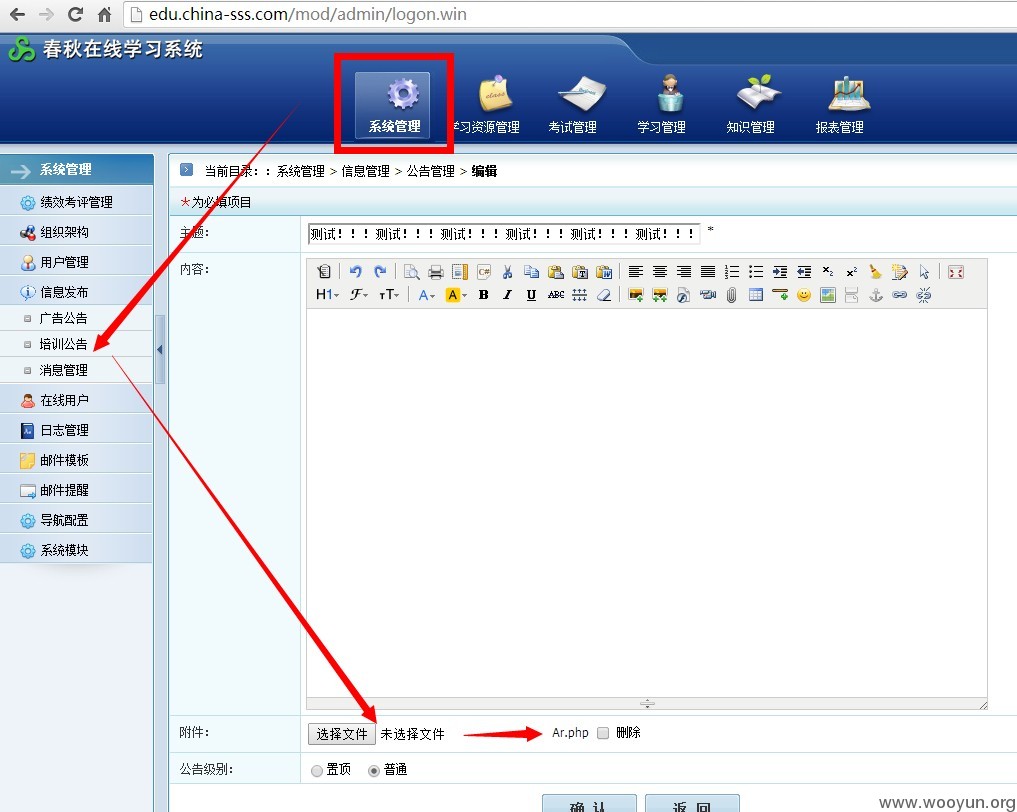 edu.china-sss.com/mod/admin/logon.win
春秋在线学习系统
系统管理
学习资源管理
考试管理
学习管理
知识管理
报表管理
系统管理
绩效考评管理
组织架构
用户管理
信息发布
广告公告
培训公告
消息管理
在线用户
日志管理
邮件模板
邮件提醒
导航配置
系统模块
当前目录：: 系统管理 > 信息管理 > 公告管理 > 编辑
*为必填项目
主题: 测试！！！测试！！！测试！！！测试！！！测试！！！测试！！！ *
内容:
H1 F TT A A B I U ABC
附件: 选择文件 未选择文件 Ar.php 删除
公告级别: 置顶 普通
确 认 返 回
www.wooyun.org